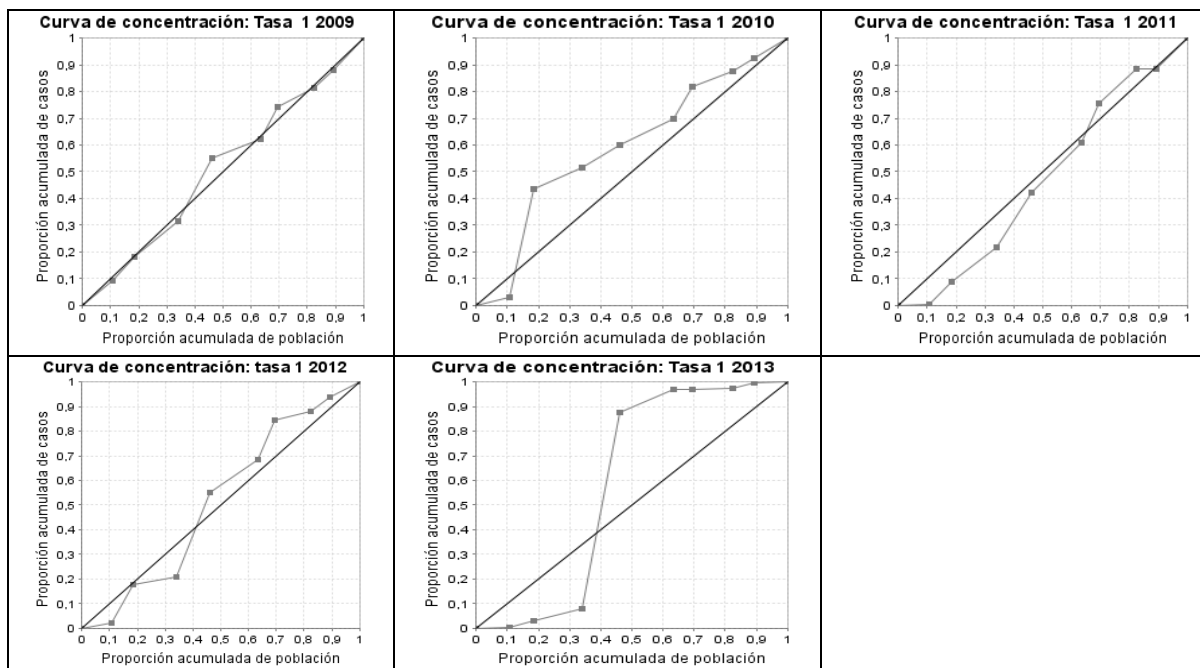 Curva de concentración: Tasa 1 2009
Proporción acumulada de casos
1
0,9
0,8
0,7
0,6
0,5
0,4
0,3
0,2
0,1
0
0 0,1 0,2 0,3 0,4 0,5 0,6 0,7 0,8 0,9 1
Proporción acumulada de población
Curva de concentración: Tasa 1 2010
Proporción acumulada de casos
1
0,9
0,8
0,7
0,6
0,5
0,4
0,3
0,2
0,1
0
0 0,1 0,2 0,3 0,4 0,5 0,6 0,7 0,8 0,9 1
Proporción acumulada de población
Curva de concentración: Tasa 1 2011
Proporción acumulada de casos
1
0,9
0,8
0,7
0,6
0,5
0,4
0,3
0,2
0,1
0
0 0,1 0,2 0,3 0,4 0,5 0,6 0,7 0,8 0,9 1
Proporción acumulada de población
Curva de concentración: tasa 1 2012
Proporción acumulada de casos
1
0,9
0,8
0,7
0,6
0,5
0,4
0,3
0,2
0,1
0
0 0,1 0,2 0,3 0,4 0,5 0,6 0,7 0,8 0,9 1
Proporción acumulada de población
Curva de concentración: Tasa 1 2013
Proporción acumulada de casos
1
0,9
0,8
0,7
0,6
0,5
0,4
0,3
0,2
0,1
0
0 0,1 0,2 0,3 0,4 0,5 0,6 0,7 0,8 0,9 1
Proporción acumulada de población